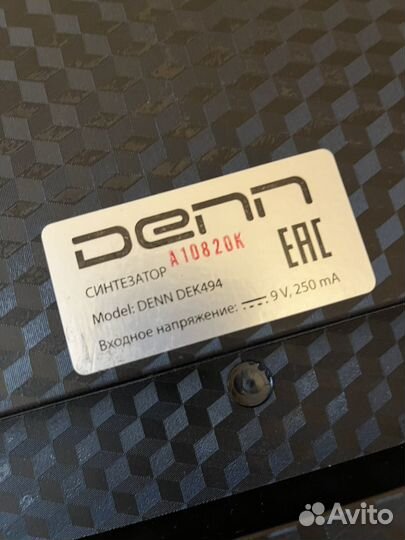 Denn
A10820K
СИНТЕЗАТОР
EAC
Model: DENN DEK494
Входное напряжение: 9 V, 250 mA
Avito